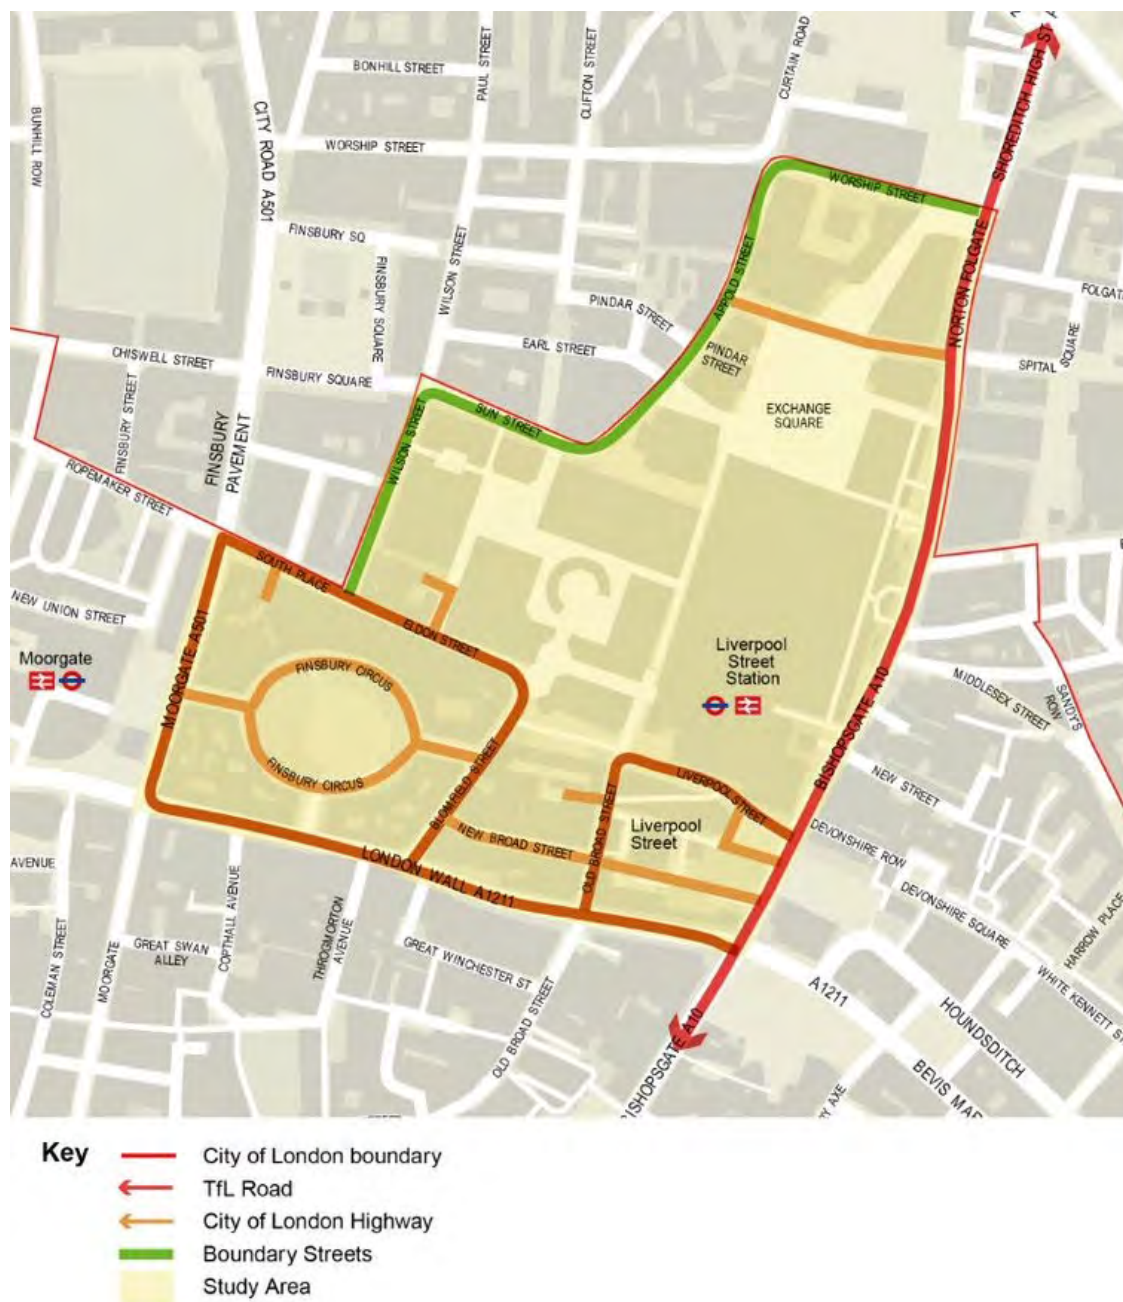 BONHILL STREET
PAUL STREET
CLIFTON STREET
CURTAIN ROAD
SHOREDITCH HIGH ST
BUNHILL ROW
CITY ROAD A501
WORSHIP STREET
WORSHIP STREET
FINSBURY SQ
FINSBURY SQUARE
WILSON STREET
APPOLD STREET
NORTON FOLGATE
FOLGAT
PINDAR STREET
EARL STREET
PINDAR
STREET
SPITAL
SQUARE
CHISWELL STREET
FINSBURY STREET
FINSBURY SQUARE
FINSBURY
PAVEMENT
WILSON STREET
SUN STREET
EXCHANGE
SQUARE
ROPEMAKER STREET
SOUTH PLACE
ELDON STREET
NEW UNION STREET
Moorgate
MOORGATE A501
FINSBURY CIRCUS
FINSBURY CIRCUS
BLOMFIELD STREET
Liverpool
Street
Station
BISHOPSGATE A10
MIDDLESEX STREET
SANDY'S
ROW
NEW STREET
LIVERPOOL STREET
Liverpool
Street
OLD BROAD STREET
NEW BROAD STREET
LONDON WALL A1211
DEVONSHIRE ROW
DEVONSHIRE SQUARE
HARROW PLACE
WHITE KENNETT ST
AVENUE
COLEMAN STREET
MOORGATE
GREAT SWAN
ALLEY
COPTHALL AVENUE
THROGMORTON
AVENUE
GREAT WINCHESTER ST
OLD BROAD STREET
BISHOPSGATE A10
A1211
HOUNDSDITCH
BEVIS MAR
RY AXE
Key
City of London boundary
TfL Road
City of London Highway
Boundary Streets
Study Area